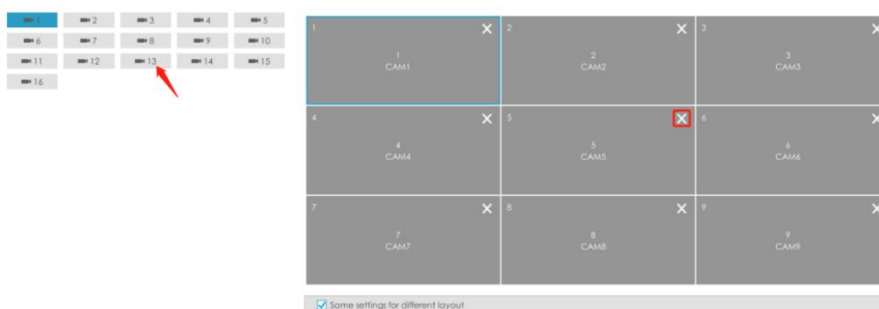 1 2 3 4 5
6 7 8 9 10
11 12 13 14 15
16
1 2 3
1 2 3
CAM1 CAM2 CAM3
4 5 6
4 5 6
CAM4 CAM5 CAM6
7 8 9
7 8 9
CAM7 CAM8 CAM9
Same settings for different layout